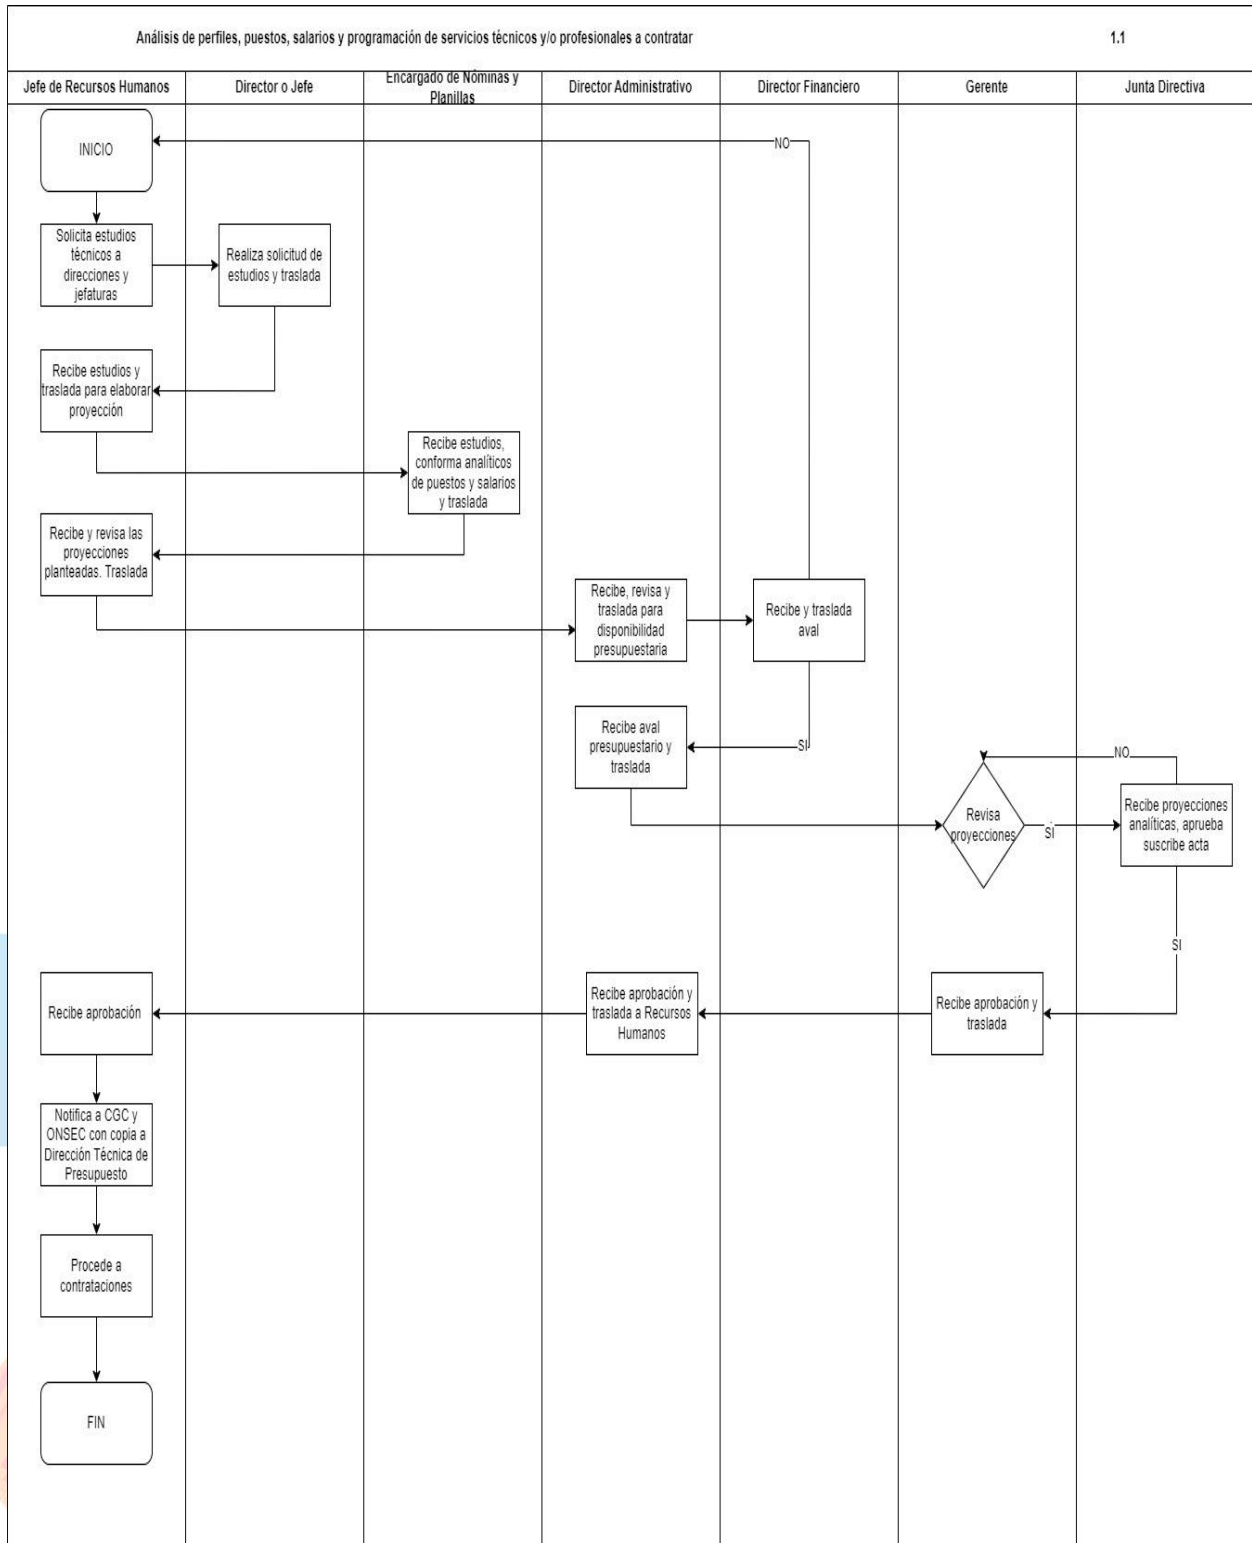 Análisis de perfiles, puestos, salarios y programación de servicios técnicos y/o profesionales a contratar
1.1
Jefe de Recursos Humanos
Director o Jefe
Encargado de Nóminas y
Planillas
Director Administrativo
Director Financiero
Gerente
Junta Directiva
INICIO
NO
Solicita estudios
técnicos a
direcciones y
jefaturas
Realiza solicitud de
estudios y traslada
Recibe estudios y
traslada para elaborar
proyección
Recibe estudios,
conforma analíticos
de puestos y salarios
y traslada
Recibe y revisa las
proyecciones
planteadas. Traslada
Recibe, revisa y
traslada para
disponibilidad
presupuestaria
Recibe y traslada
aval
Recibe aval
presupuestario y
traslada
SI
NO
Revisa
proyecciones
SI
Recibe proyecciones
analíticas, aprueba
suscribe acta
SI
Recibe aprobación
Recibe aprobación y
traslada a Recursos
Humanos
Recibe aprobación y
traslada
Notifica a CGC y
ONSEC con copia a
Dirección Técnica de
Presupuesto
Procede a
contrataciones
FIN